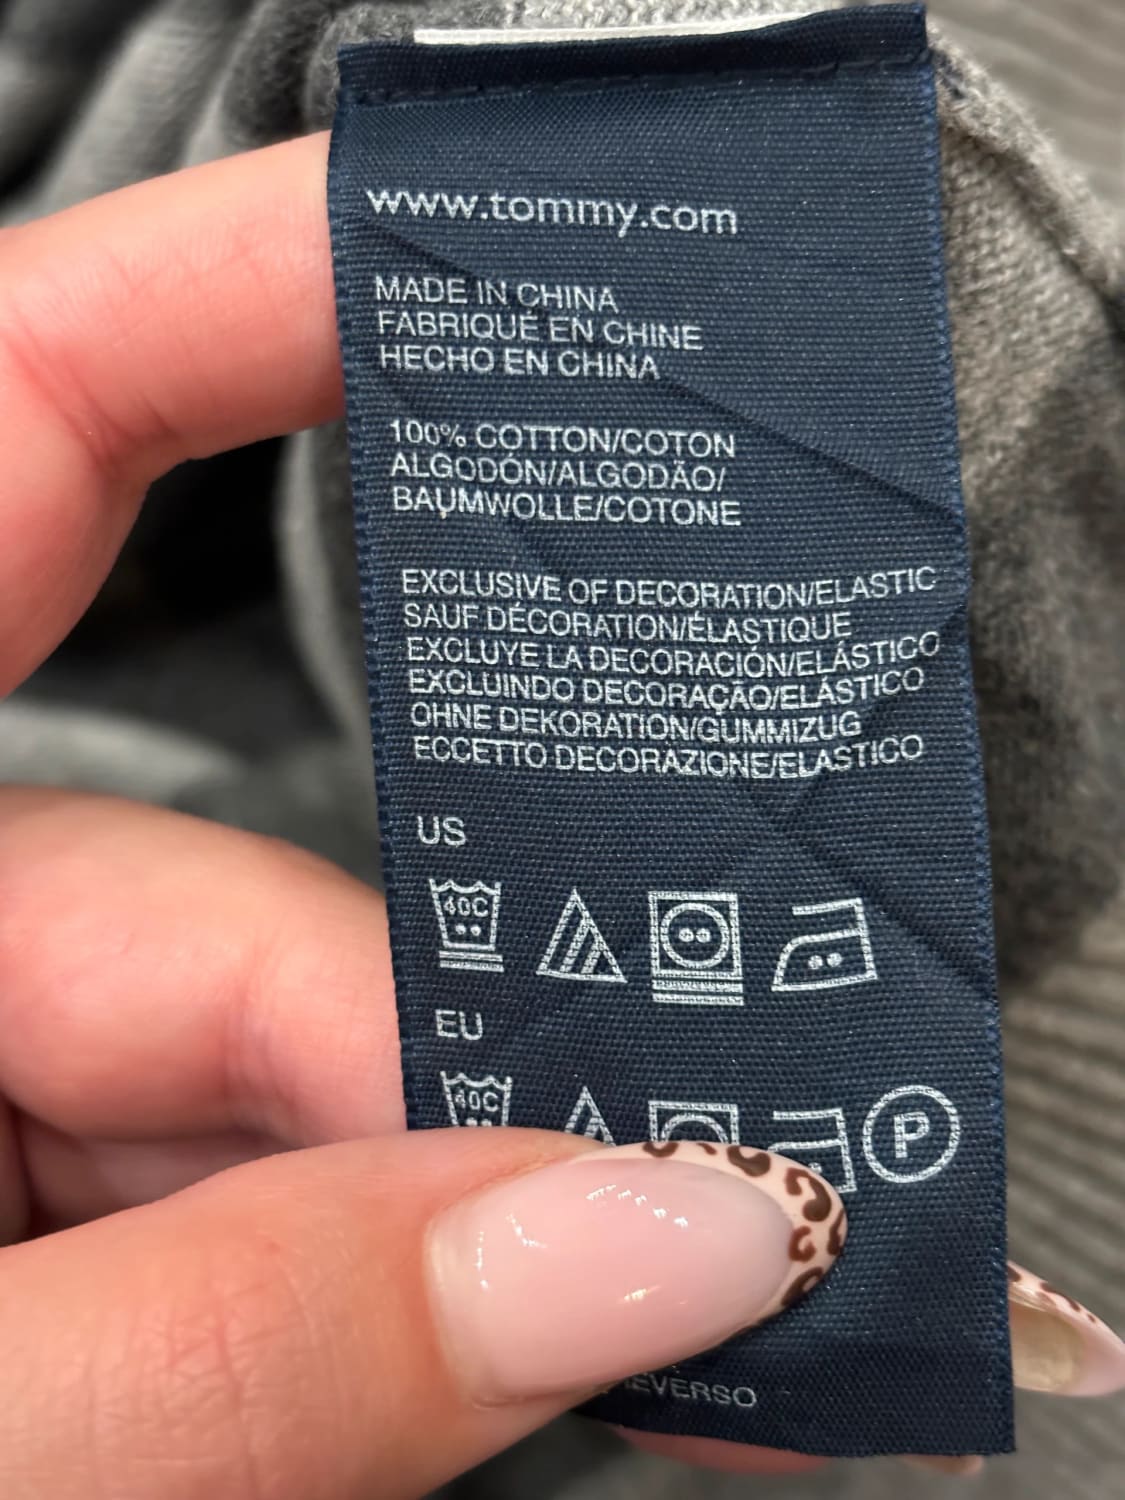 www.tommy.com
MADE IN CHINA
FABRIQUÉ EN CHINE
HECHO EN CHINA
100% COTTON/COTON
ALGODÓN/ALGODÃO/
BAUMWOLLE/COTONE
EXCLUSIVE OF DECORATION/ELASTIC
SAUF DÉCORATION/ÉLASTIQUE
EXCLUYE LA DECORACIÓN/ELÁSTICO
EXCLUINDO DECORAÇÃO/ELÁSTICO
OHNE DEKORATION/GUMMIZUG
ECCETTO DECORAZIONE/ELASTICO
US
40C
EU
40C
P
REVERSO